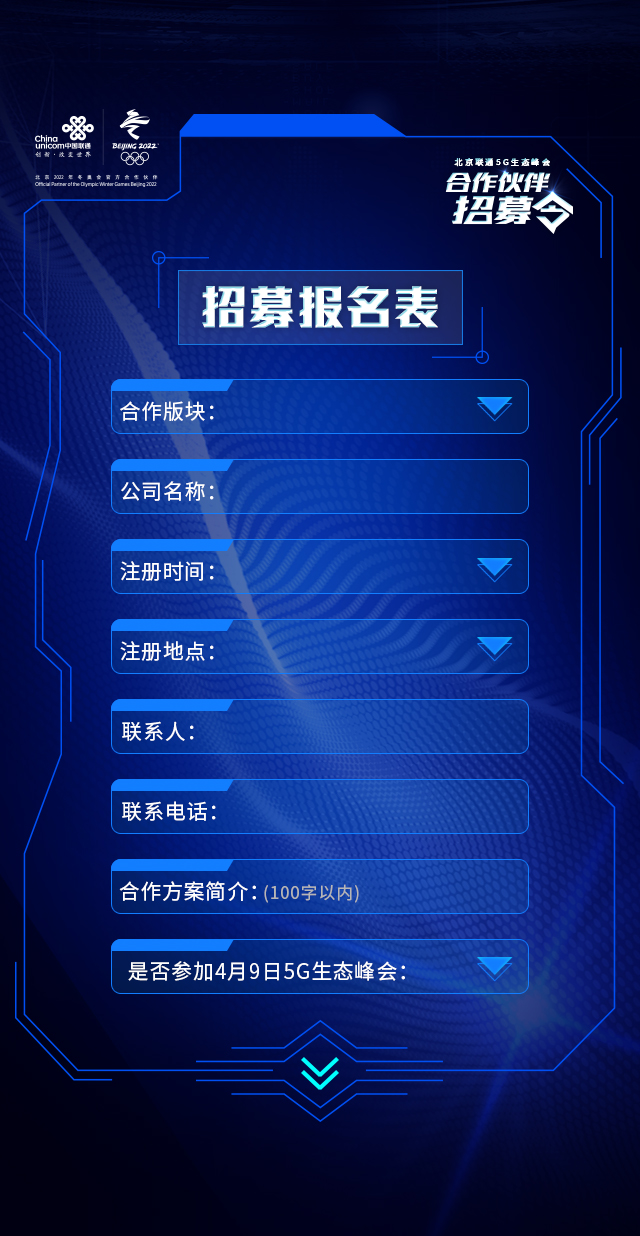 China
unicom中国联通
创新·改变世界
BEIJING 2022
北京2022年冬奥会官方合作伙伴
Official Partner of the Olympic Winter Games Beijing 2022
北京联通5G生态峰会
合作伙伴
招募令
招募报名表
合作版块：
公司名称：
注册时间：
注册地点：
联系人：
联系电话：
合作方案简介：(100字以内)
是否参加4月9日5G生态峰会：